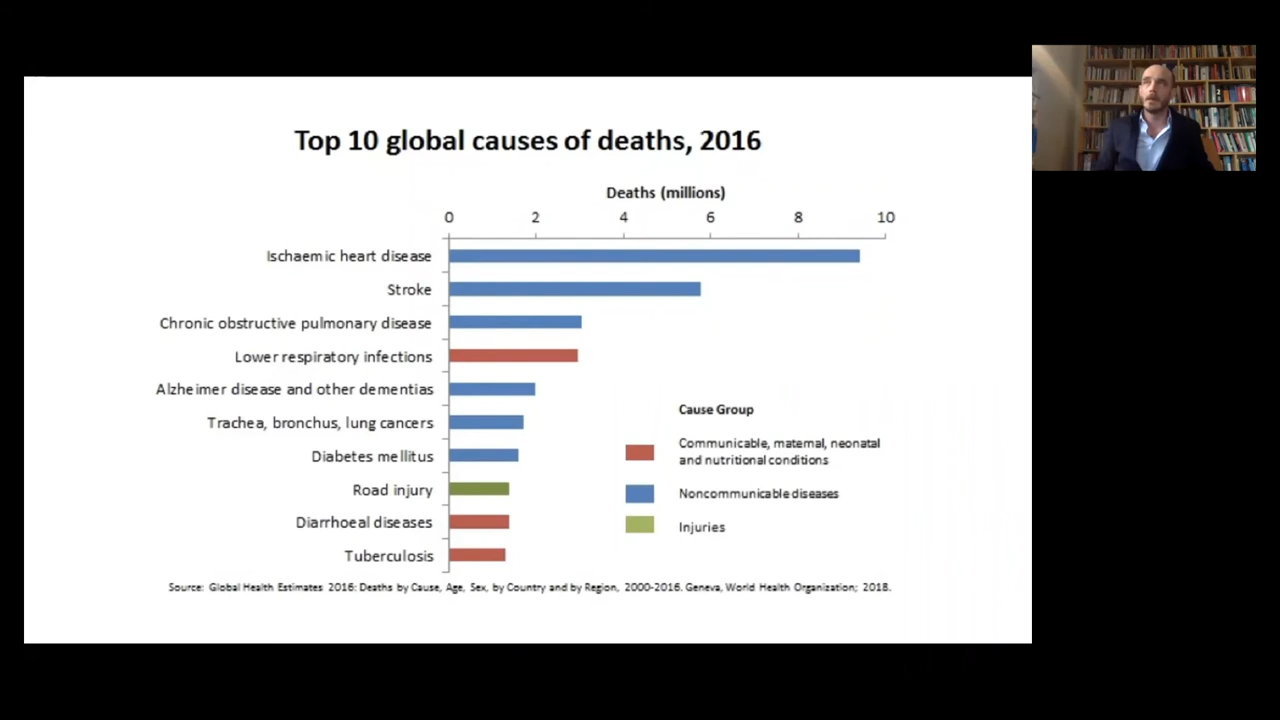 Top 10 global causes of deaths, 2016
Deaths (millions)
0 2 4 6 8 10
Ischaemic heart disease
Stroke
Chronic obstructive pulmonary disease
Lower respiratory infections
Alzheimer disease and other dementias
Trachea, bronchus, lung cancers
Diabetes mellitus
Road injury
Diarrhoeal diseases
Tuberculosis
Cause Group
Communicable, maternal, neonatal
and nutritional conditions
Noncommunicable diseases
Injuries
Source: Global Health Estimates 2016: Deaths by Cause, Age, Sex, by Country and by Region, 2000-2016. Geneva, World Health Organization; 2018.